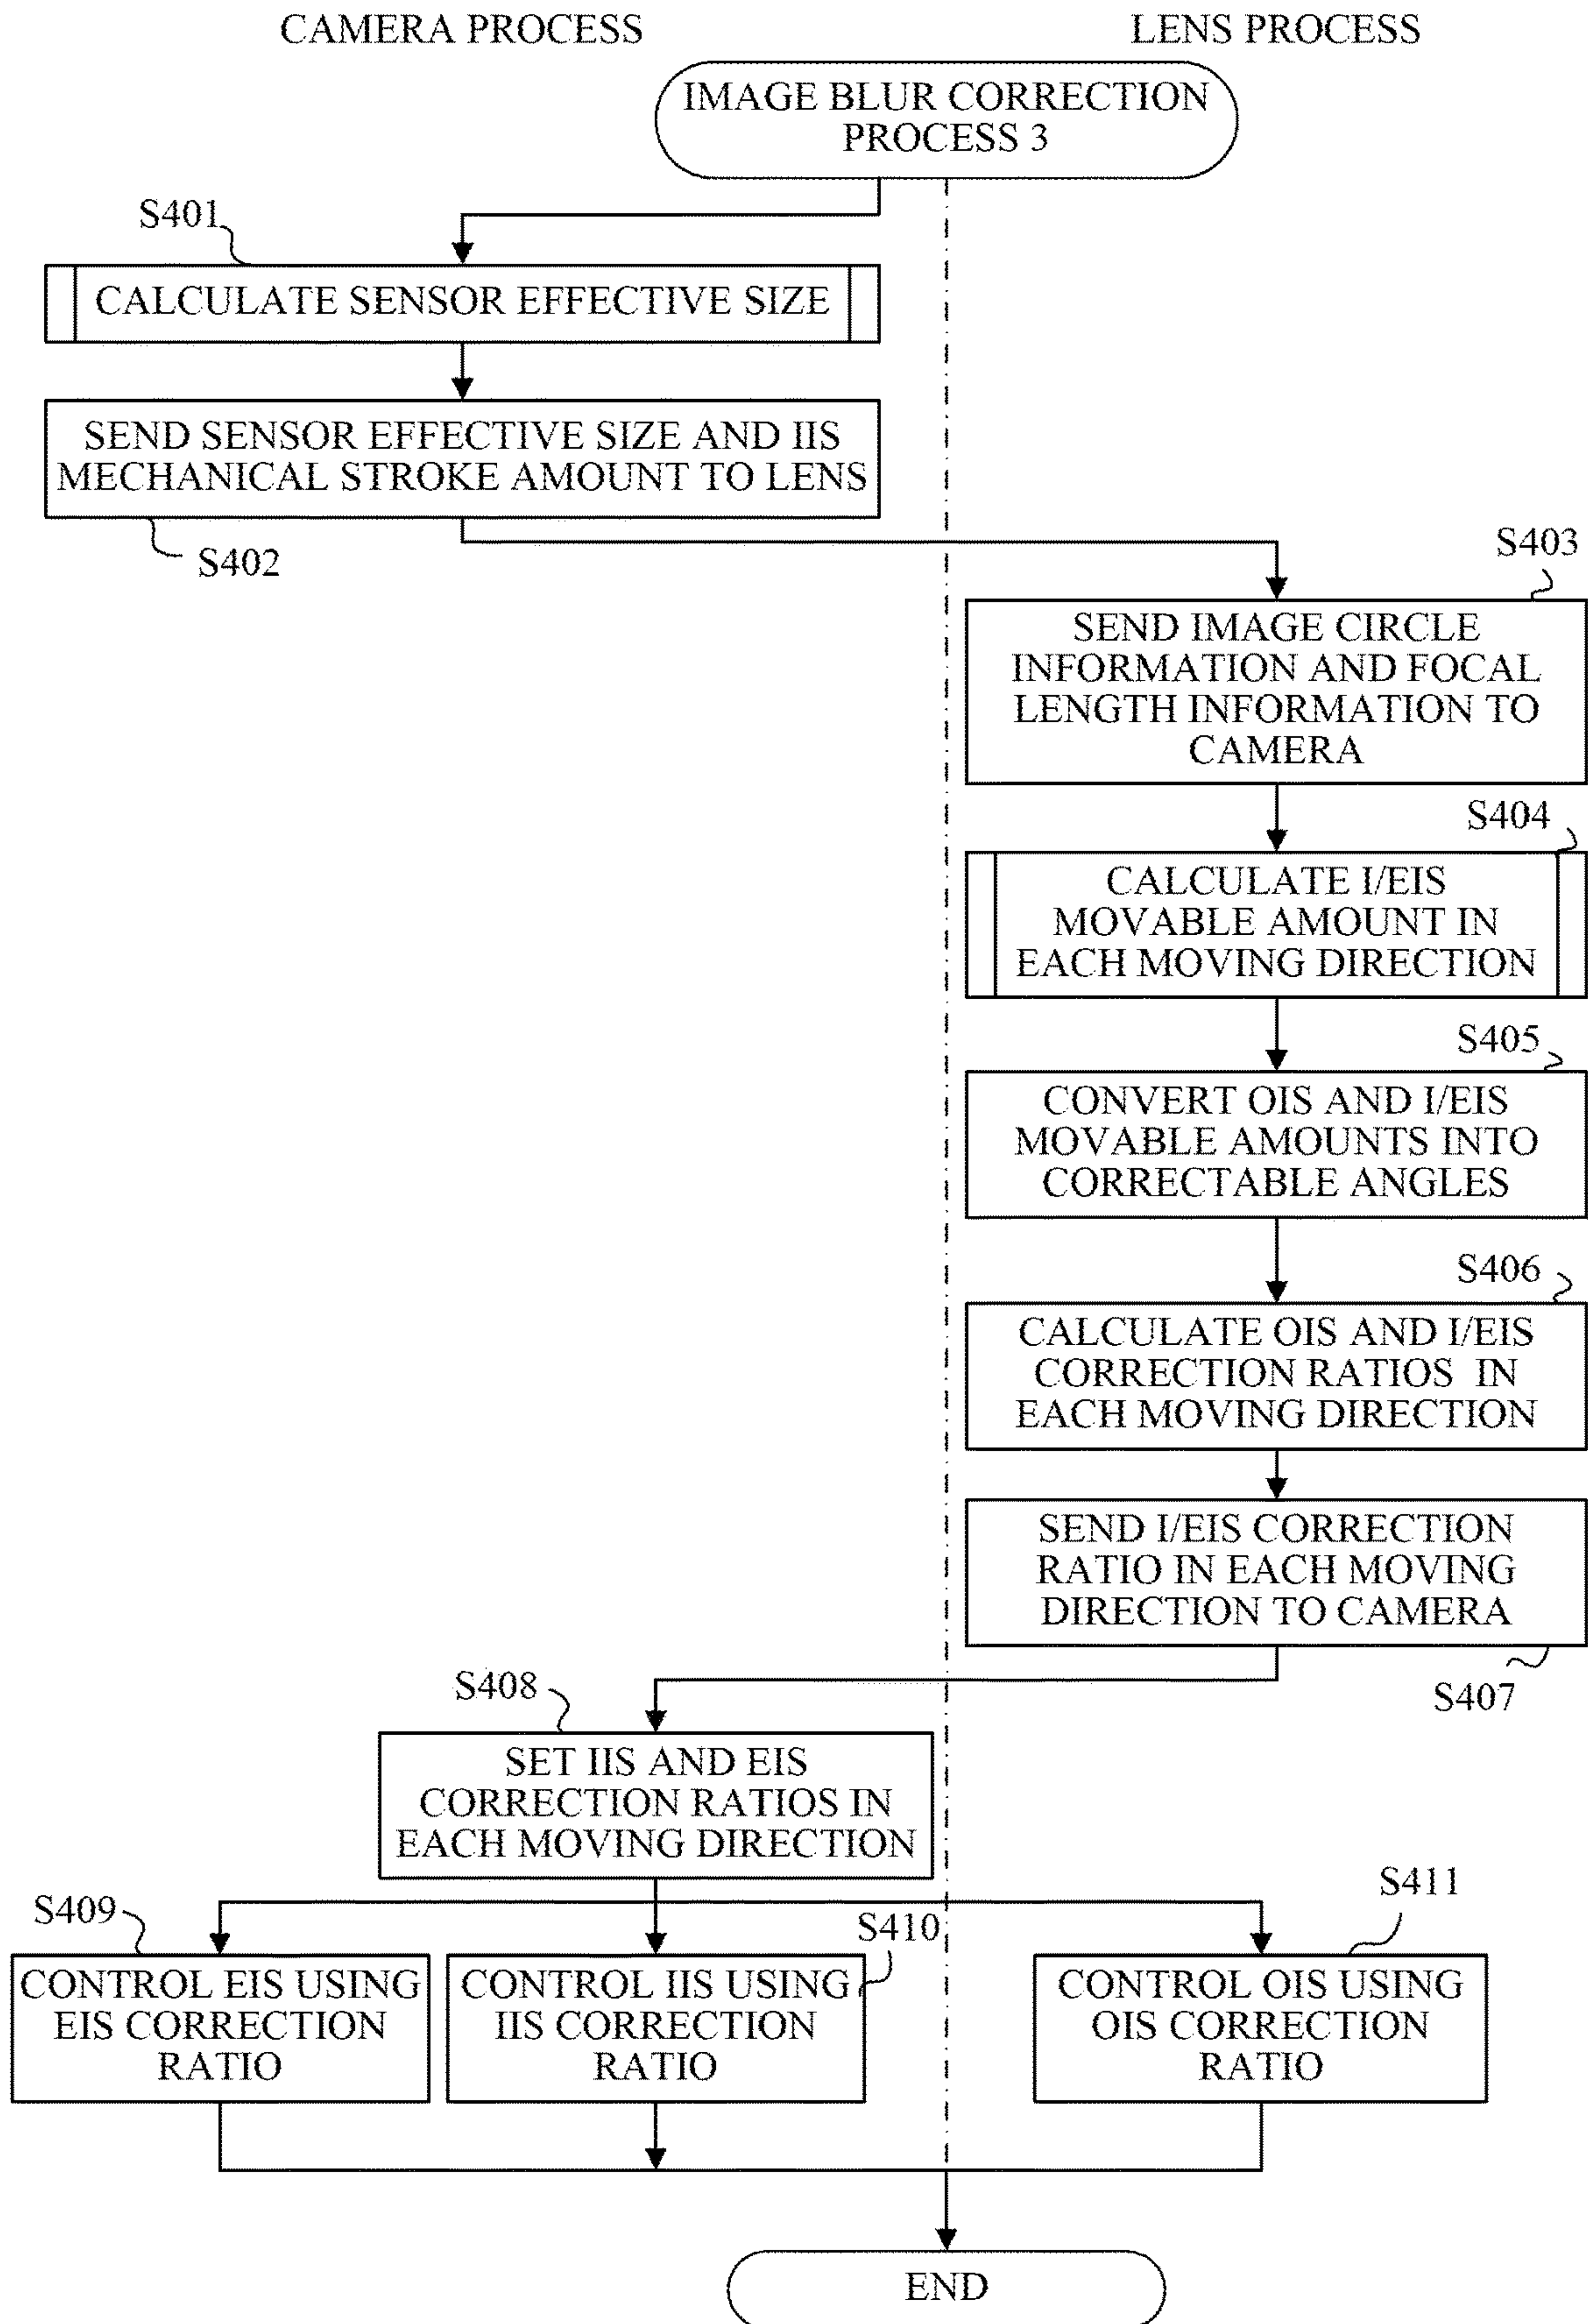 CAMERA PROCESS
LENS PROCESS
IMAGE BLUR CORRECTION
PROCESS 3
S401
CALCULATE SENSOR EFFECTIVE SIZE
SEND SENSOR EFFECTIVE SIZE AND IIS
MECHANICAL STROKE AMOUNT TO LENS
S402
S403
SEND IMAGE CIRCLE
INFORMATION AND FOCAL
LENGTH INFORMATION TO
CAMERA
S404
CALCULATE I/EIS
MOVABLE AMOUNT IN
EACH MOVING DIRECTION
S405
CONVERT OIS AND I/EIS
MOVABLE AMOUNTS INTO
CORRECTABLE ANGLES
S406
CALCULATE OIS AND I/EIS
CORRECTION RATIOS IN
EACH MOVING DIRECTION
SEND I/EIS CORRECTION
RATIO IN EACH MOVING
DIRECTION TO CAMERA
S407
S408
SET IIS AND EIS
CORRECTION RATIOS IN
EACH MOVING DIRECTION
S409
CONTROL EIS USING
EIS CORRECTION
RATIO
S410
CONTROL IIS USING
IIS CORRECTION
RATIO
S411
CONTROL OIS USING
OIS CORRECTION
RATIO
END